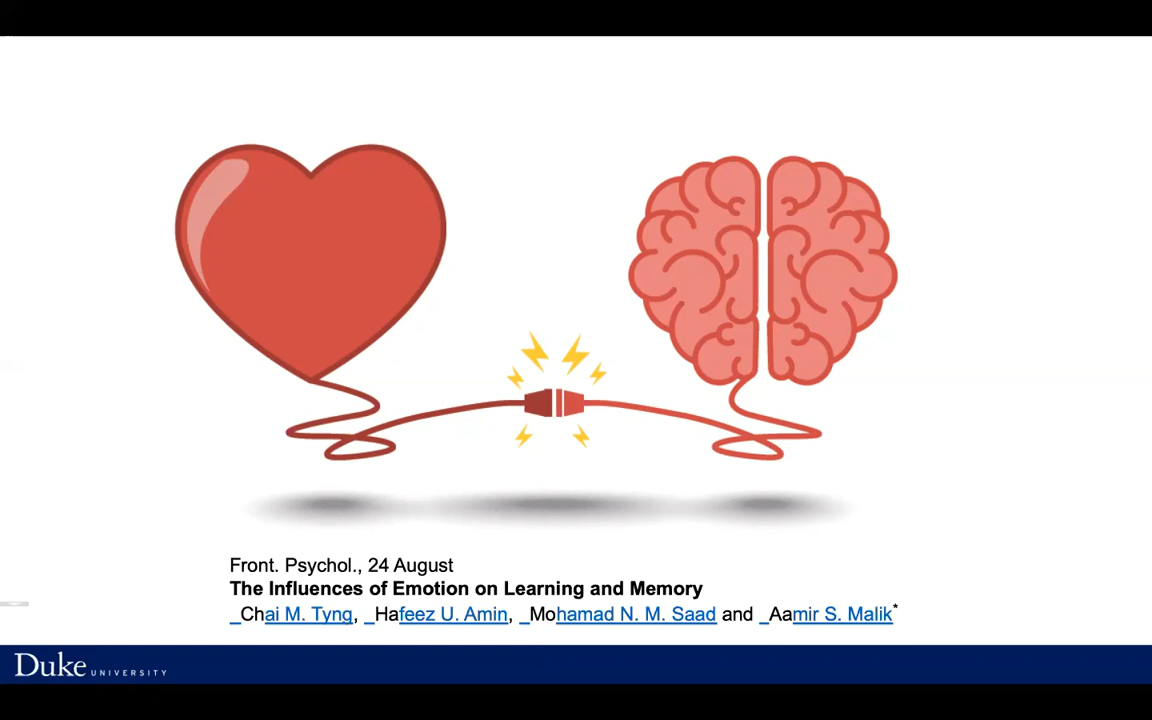 Front. Psychol., 24 August
The Influences of Emotion on Learning and Memory
_Chai M. Tyng, _Hafeez U. Amin, _Mohamad N. M. Saad and _Aamir S. Malik*
Duke UNIVERSITY